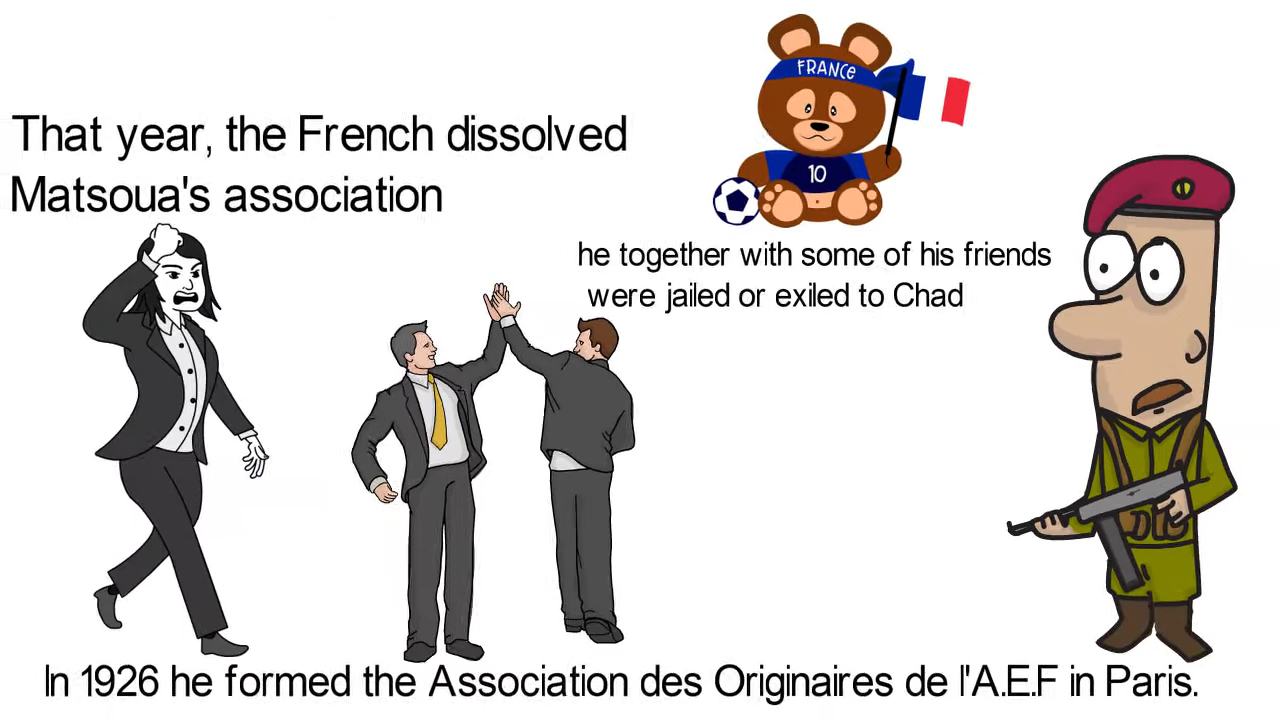 FRANCE
10
That year, the French dissolved
Matsoua's association
he together with some of his friends
were jailed or exiled to Chad
In 1926 he formed the Association des Originaires de l'A.E.F in Paris.